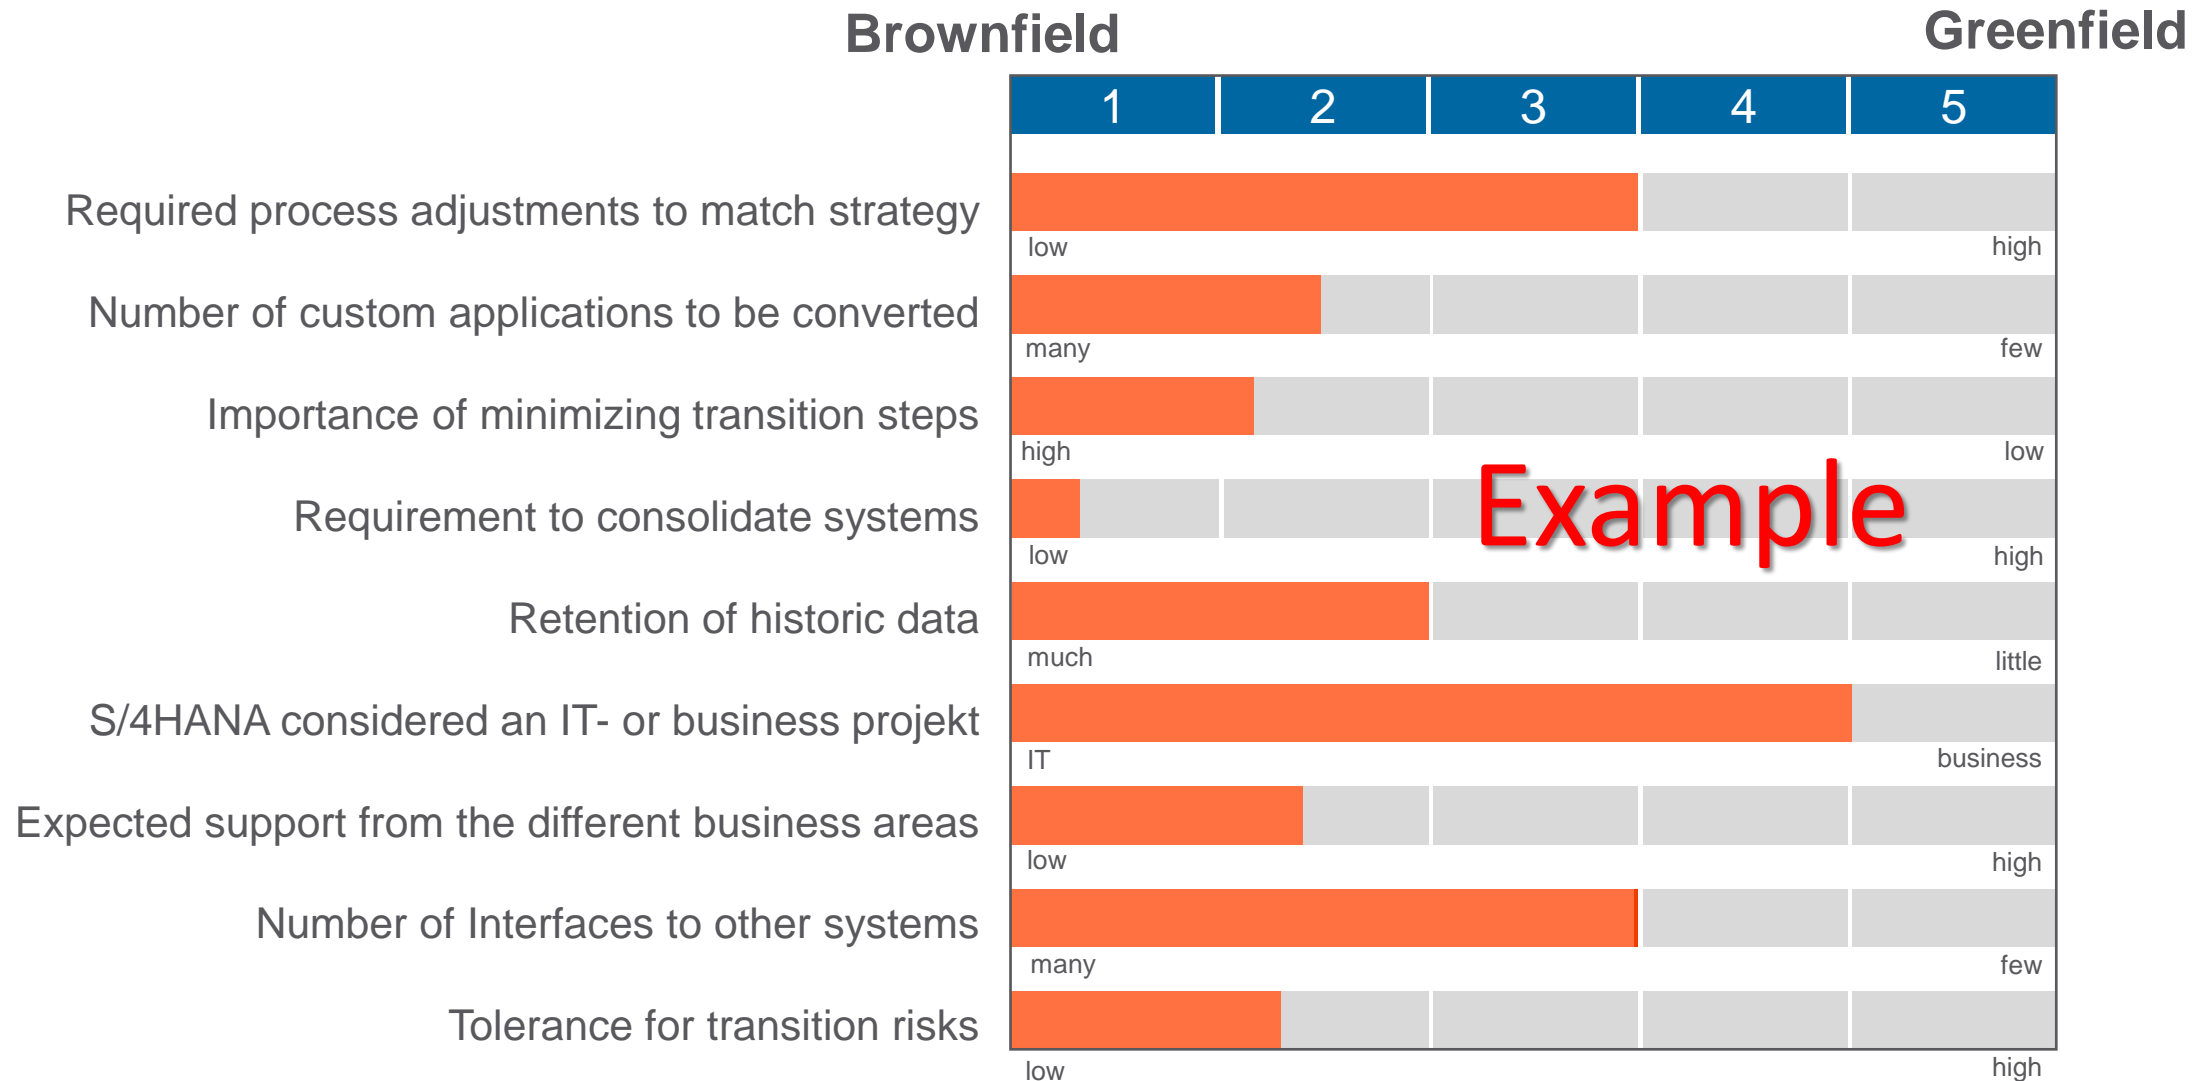 Brownfield Greenfield
1 2 3 4 5
Required process adjustments to match strategy
low high
Number of custom applications to be converted
many few
Importance of minimizing transition steps
high low
Requirement to consolidate systems
Example
low high
Retention of historic data
much little
S/4HANA considered an IT- or business projekt
IT business
Expected support from the different business areas
low high
Number of Interfaces to other systems
many few
Tolerance for transition risks
low high